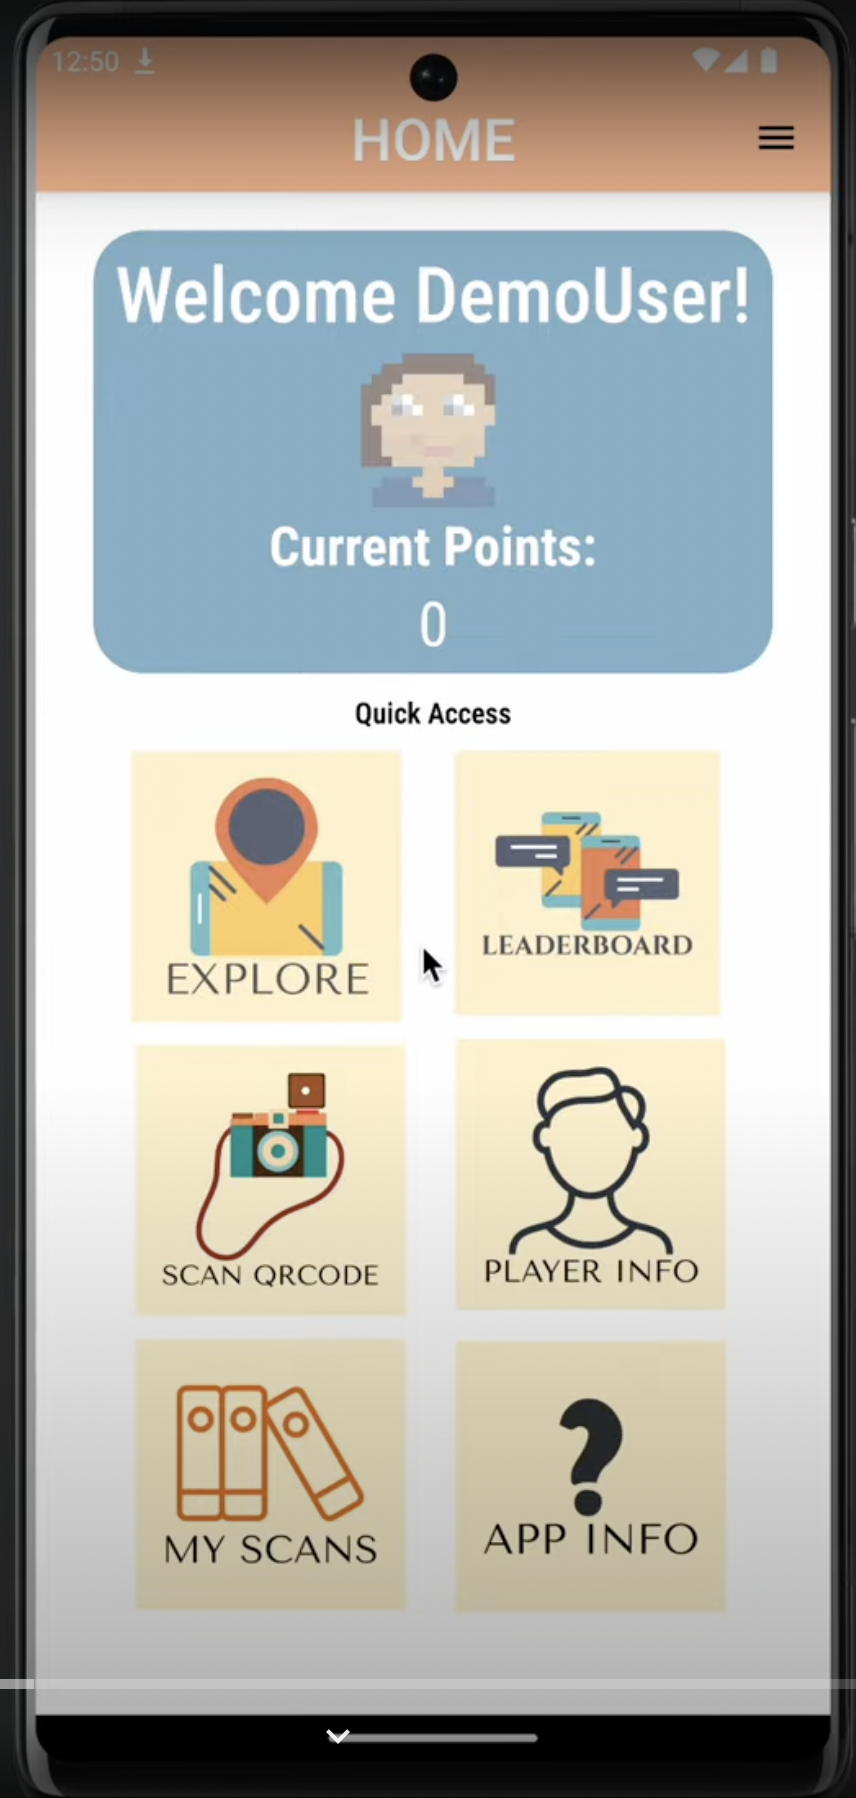 12:50
HOME
Welcome DemoUser!
Current Points:
0
Quick Access
EXPLORE
LEADERBOARD
SCAN QRCODE
PLAYER INFO
MY SCANS
APP INFO